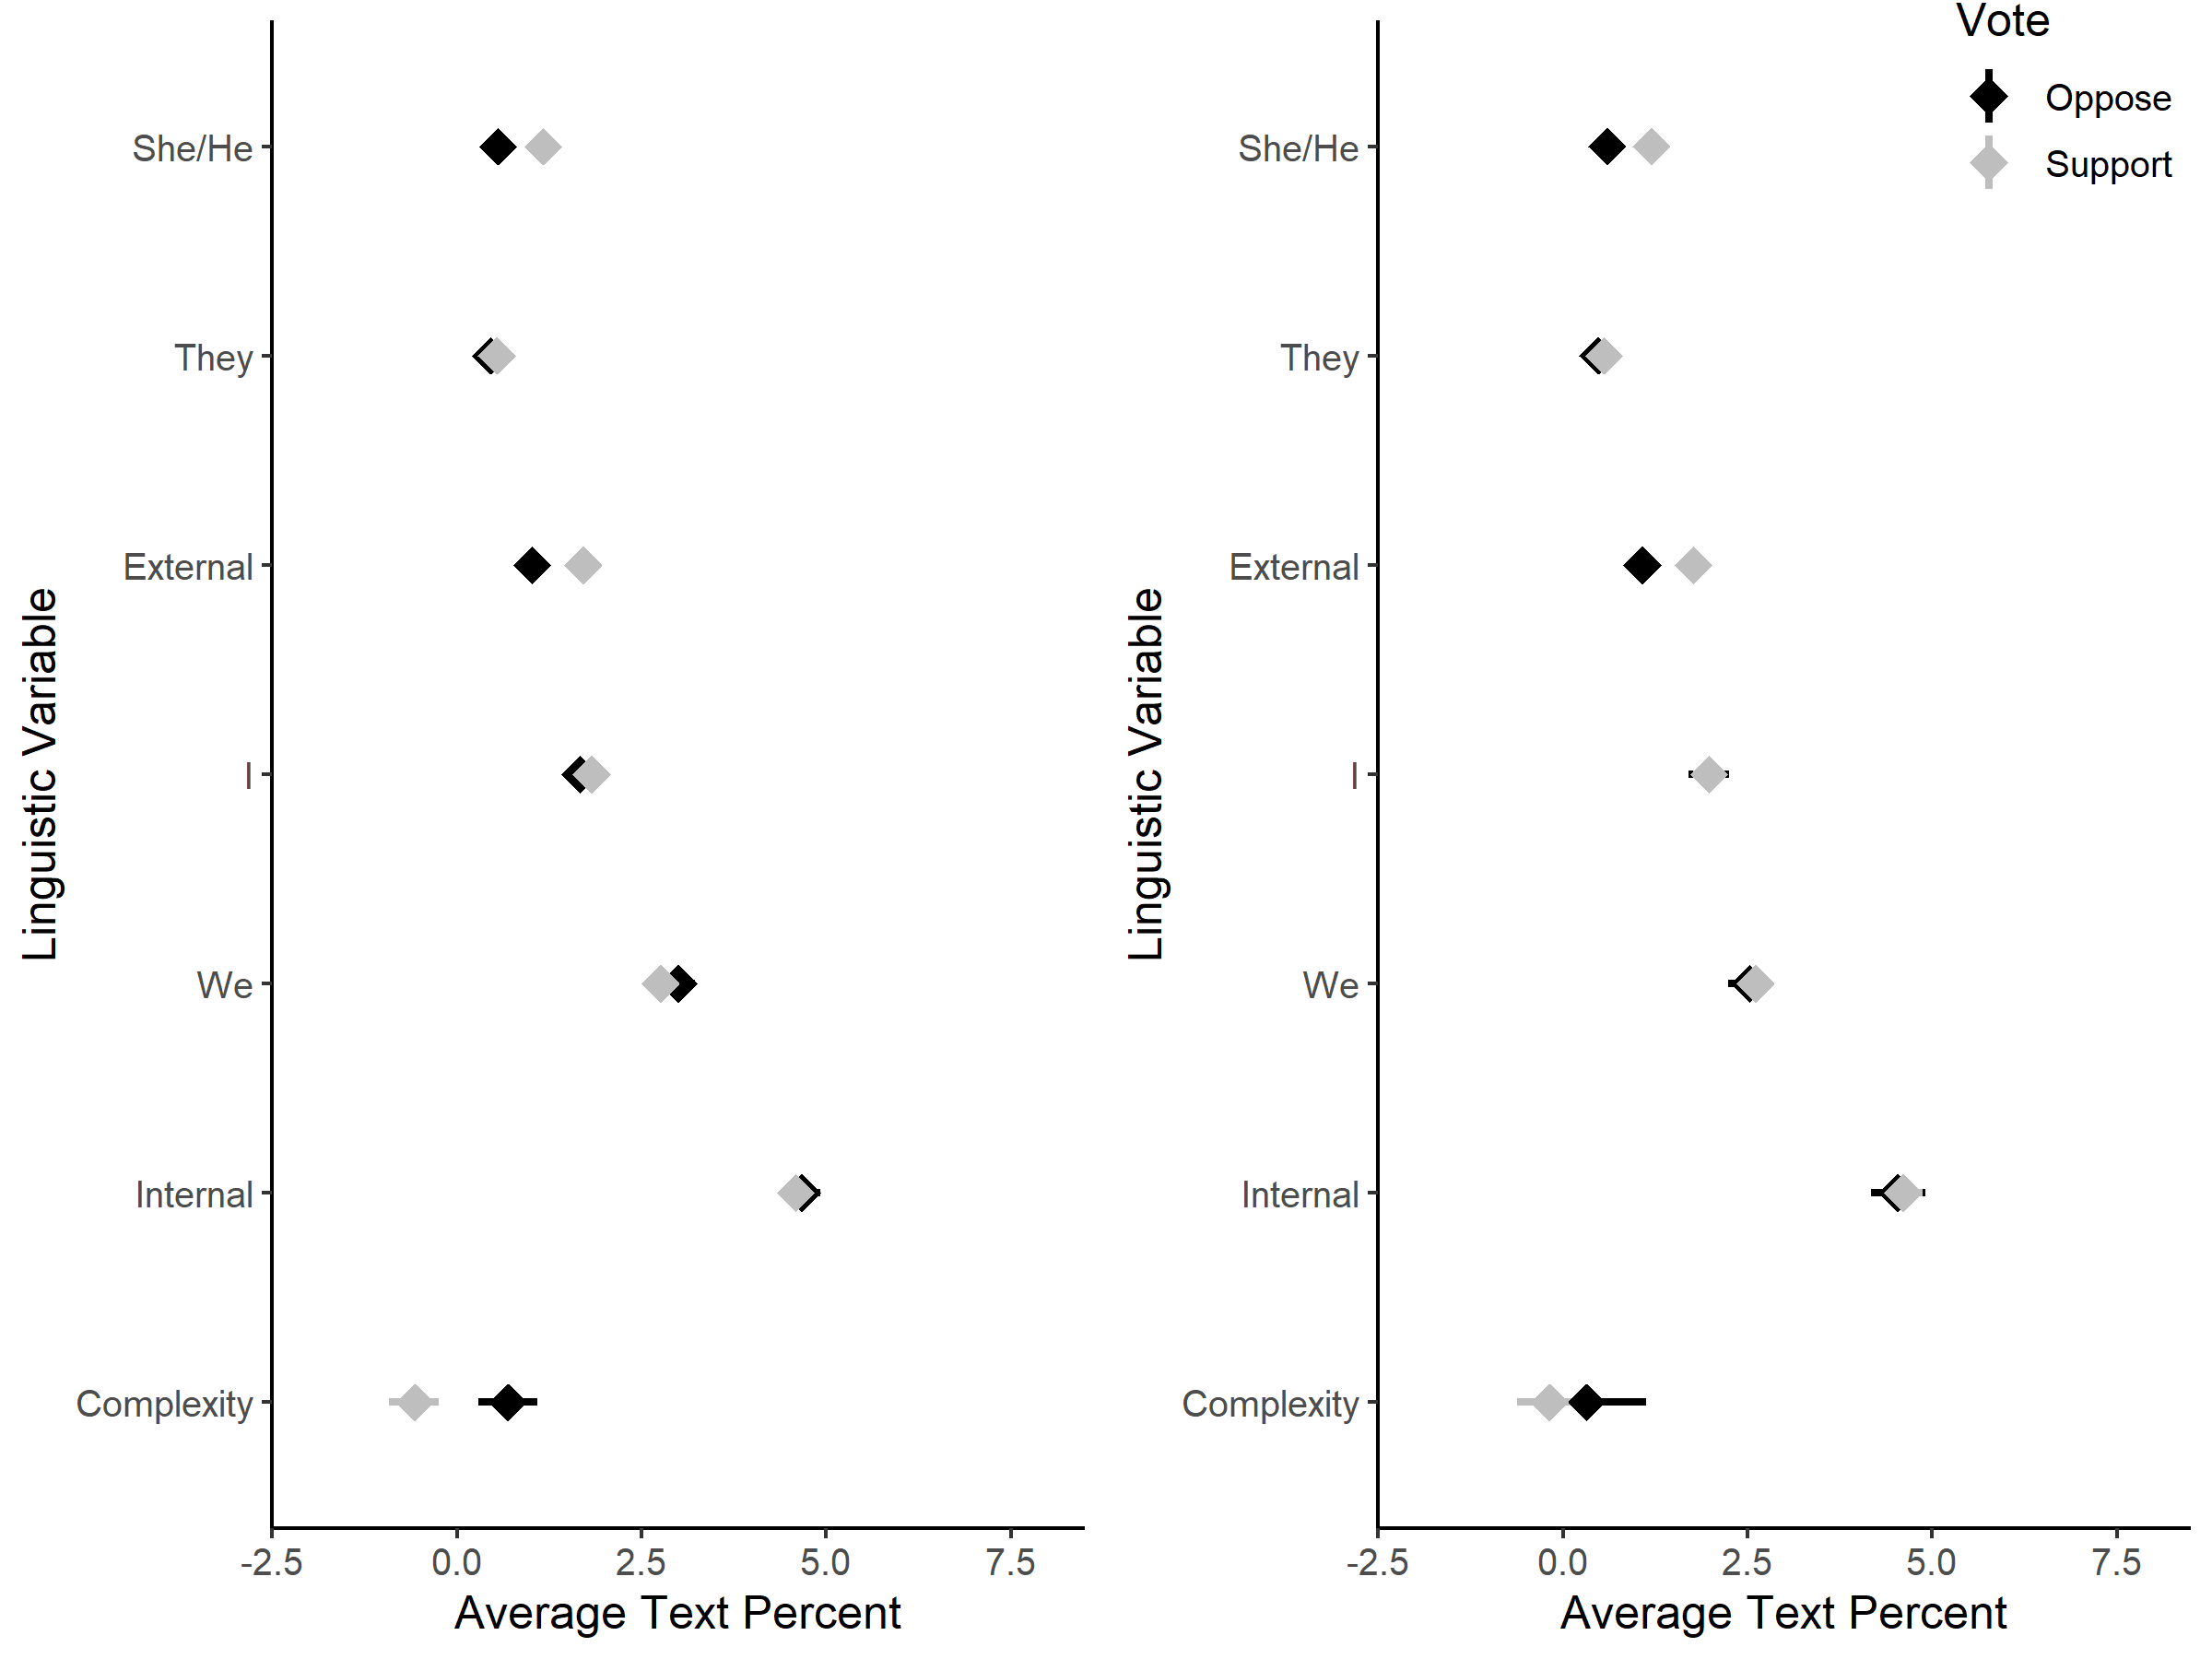 Linguistic Variable
She/He
They
External
I
We
Internal
Complexity
-2.5 0.0 2.5 5.0 7.5
Average Text Percent
Linguistic Variable
She/He
They
External
I
We
Internal
Complexity
-2.5 0.0 2.5 5.0 7.5
Average Text Percent
Vote
Oppose
Support